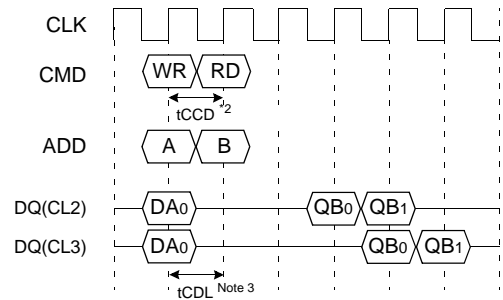 CLK
CMD WR RD
tCCD *2
ADD A B
DQ(CL2) DA0 QB0 QB1
DQ(CL3) DA0 QB0 QB1
tCDL Note 3